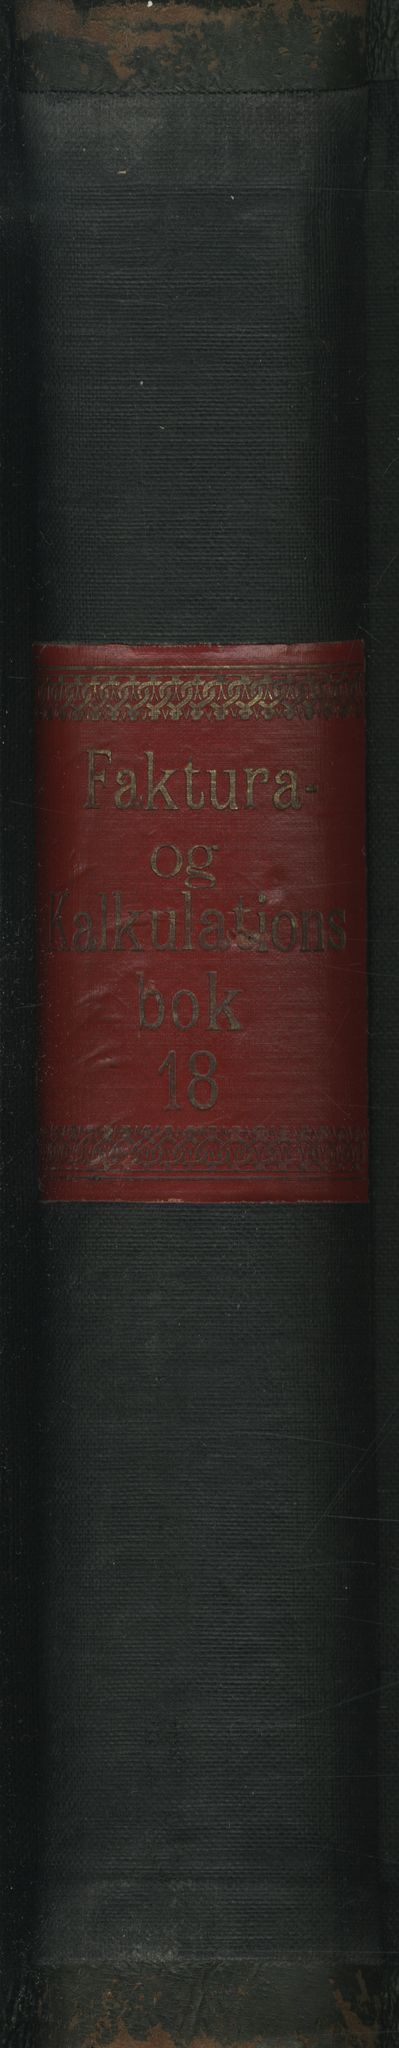 Faktura-
og
Kalkulations
bok
18